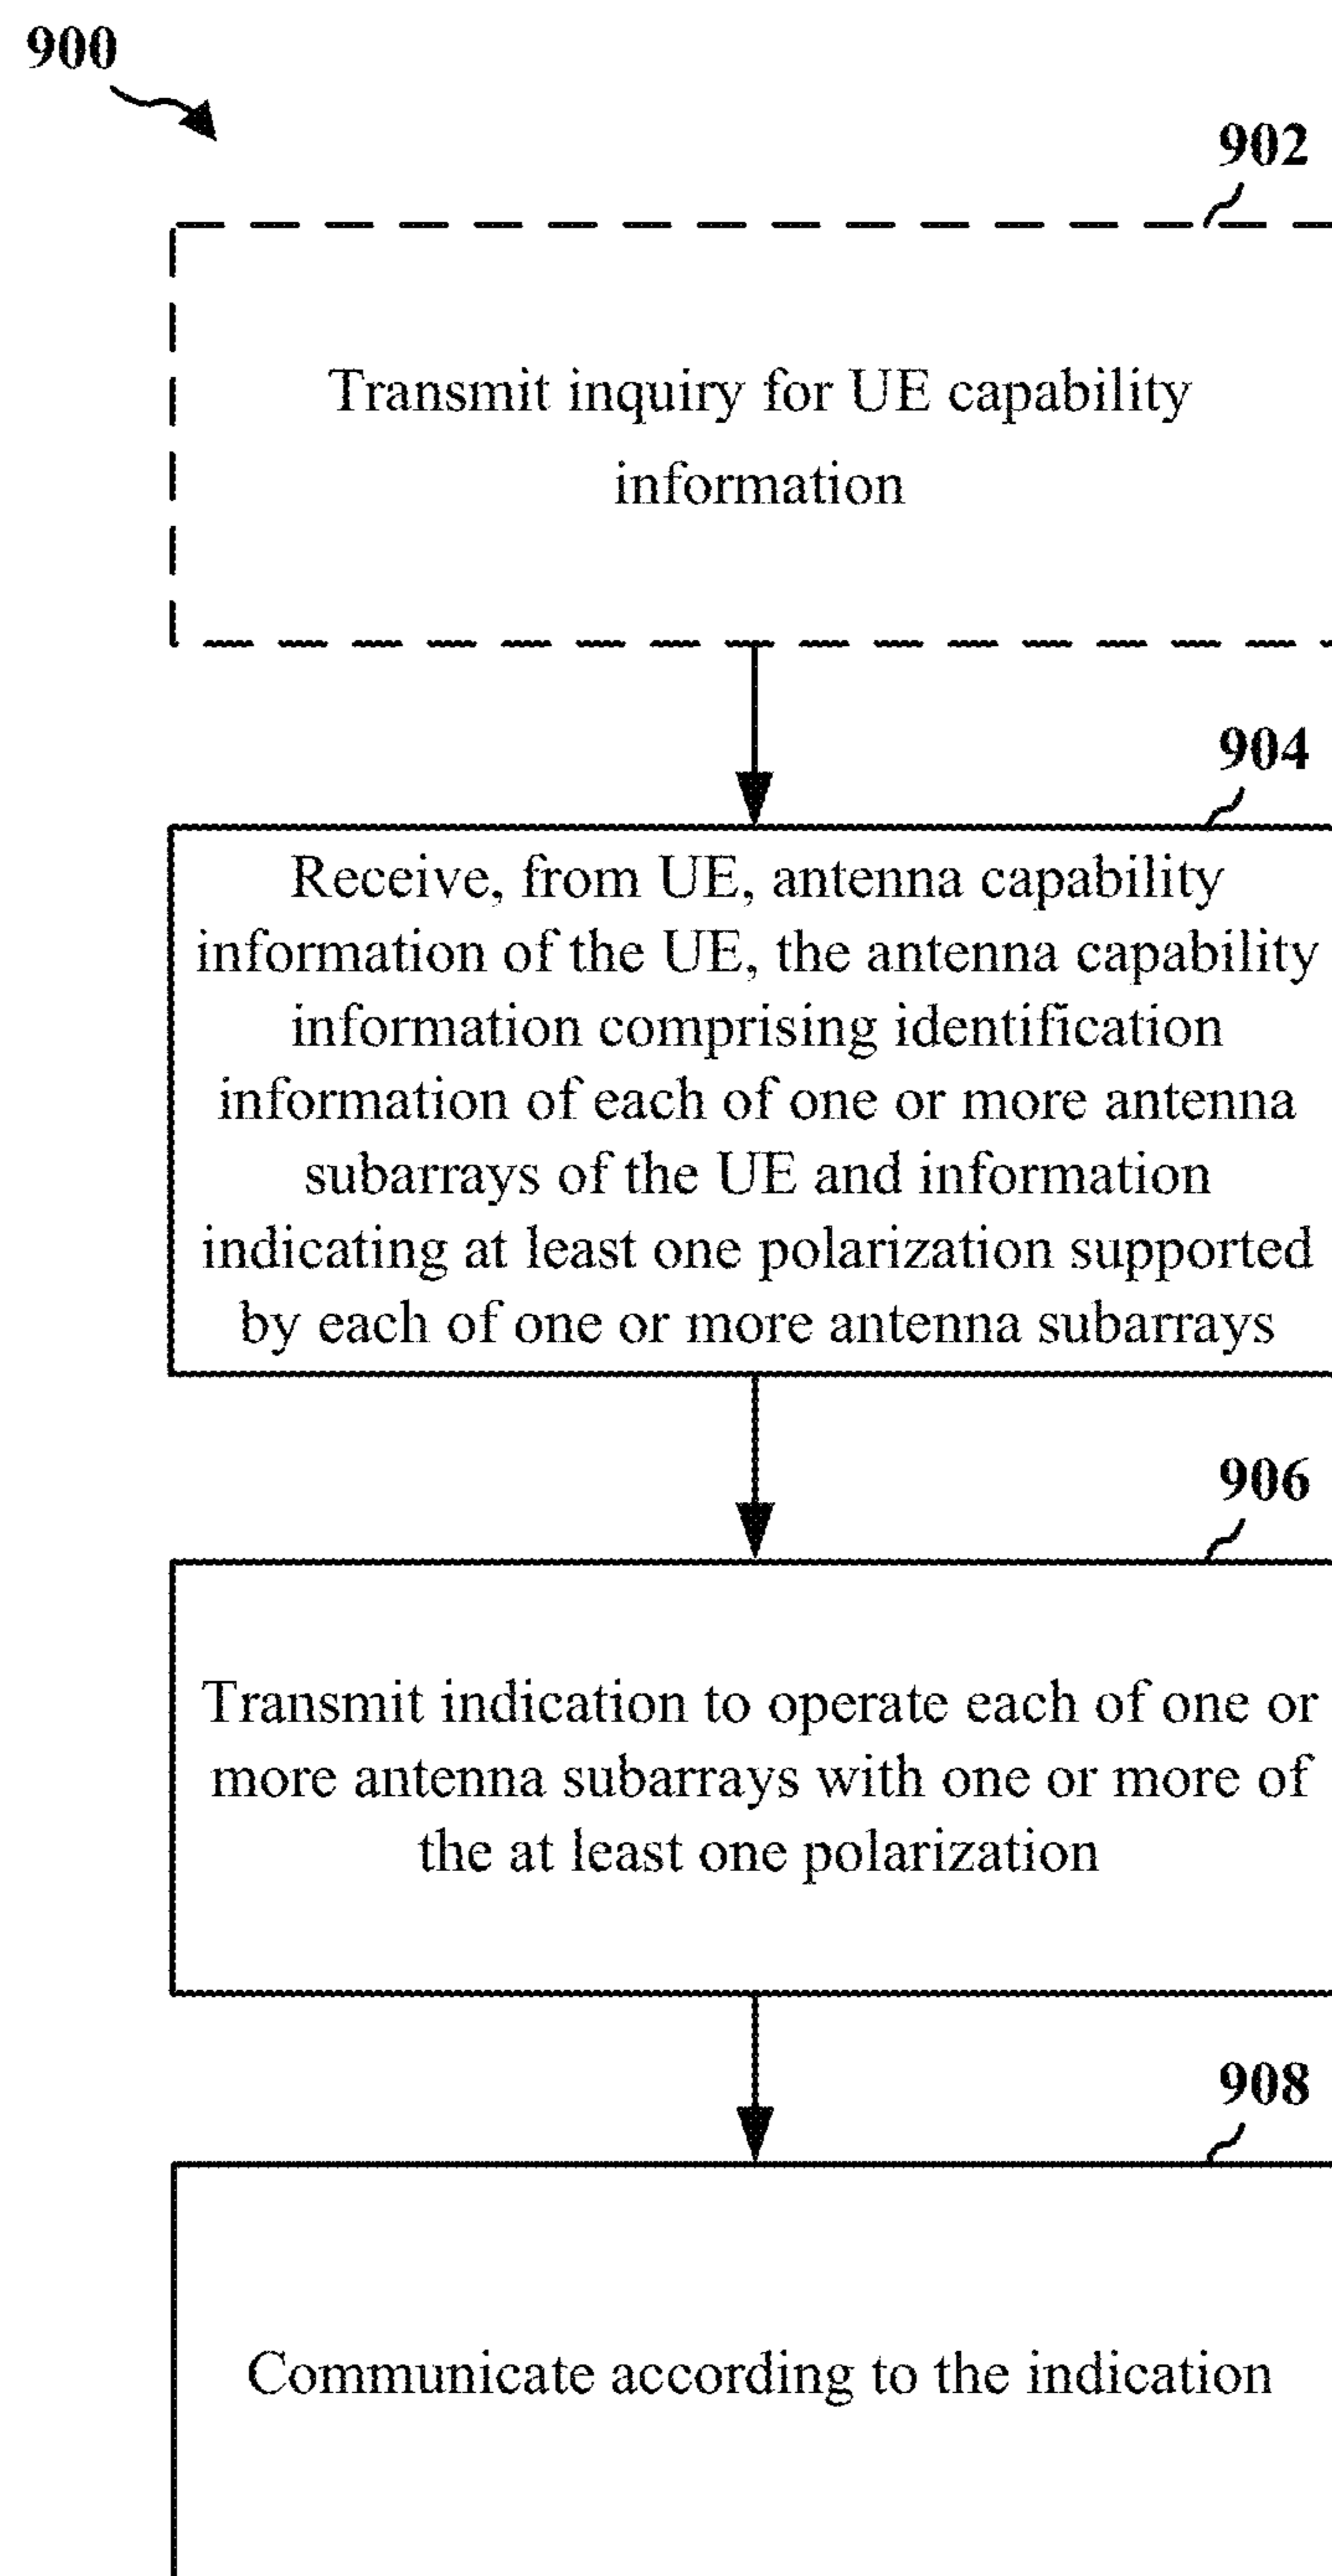 900
902
Transmit inquiry for UE capability
information
904
Receive, from UE, antenna capability
information of the UE, the antenna capability
information comprising identification
information of each of one or more antenna
subarrays of the UE and information
indicating at least one polarization supported
by each of one or more antenna subarrays
906
Transmit indication to operate each of one or
more antenna subarrays with one or more of
the at least one polarization
908
Communicate according to the indication